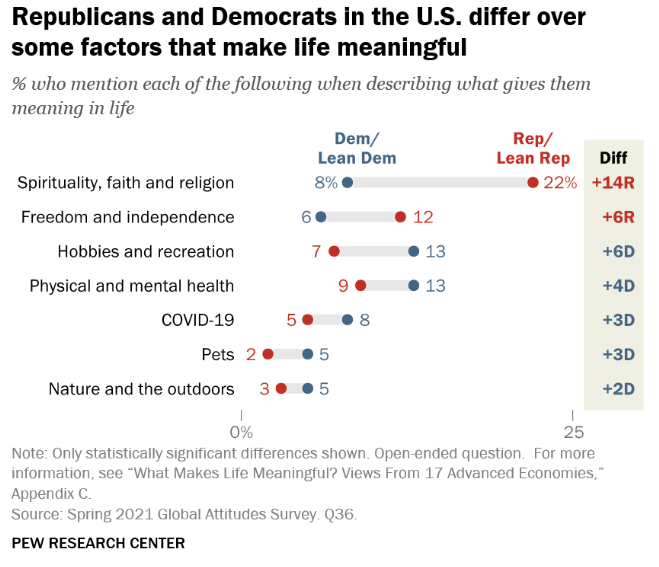 Republicans and Democrats in the U.S. differ over
some factors that make life meaningful
% who mention each of the following when describing what gives them
meaning in life
Dem/ Rep/
Lean Dem Lean Rep Diff
Spirituality, faith and religion 8% 22% +14R
Freedom and independence 6 12 +6R
Hobbies and recreation 7 13 +6D
Physical and mental health 9 13 +4D
COVID-19 5 8 +3D
Pets 2 5 +3D
Nature and the outdoors 3 5 +2D
0% 25
Note: Only statistically significant differences shown. Open-ended question. For more
information, see “What Makes Life Meaningful? Views From 17 Advanced Economies,”
Appendix C.
Source: Spring 2021 Global Attitudes Survey. Q36.
PEW RESEARCH CENTER